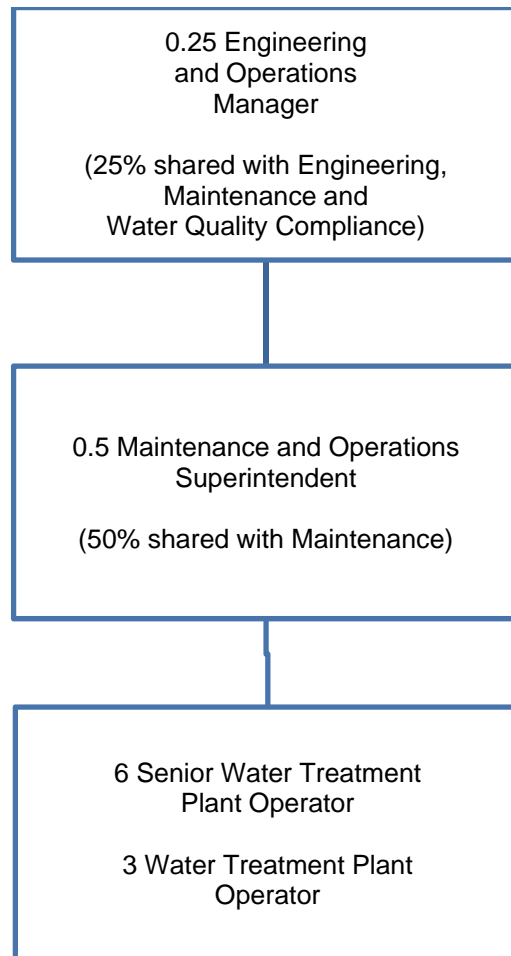 0.25 Engineering
and Operations
Manager
(25% shared with Engineering,
Maintenance and
Water Quality Compliance)
0.5 Maintenance and Operations
Superintendent
(50% shared with Maintenance)
6 Senior Water Treatment
Plant Operator
3 Water Treatment Plant
Operator